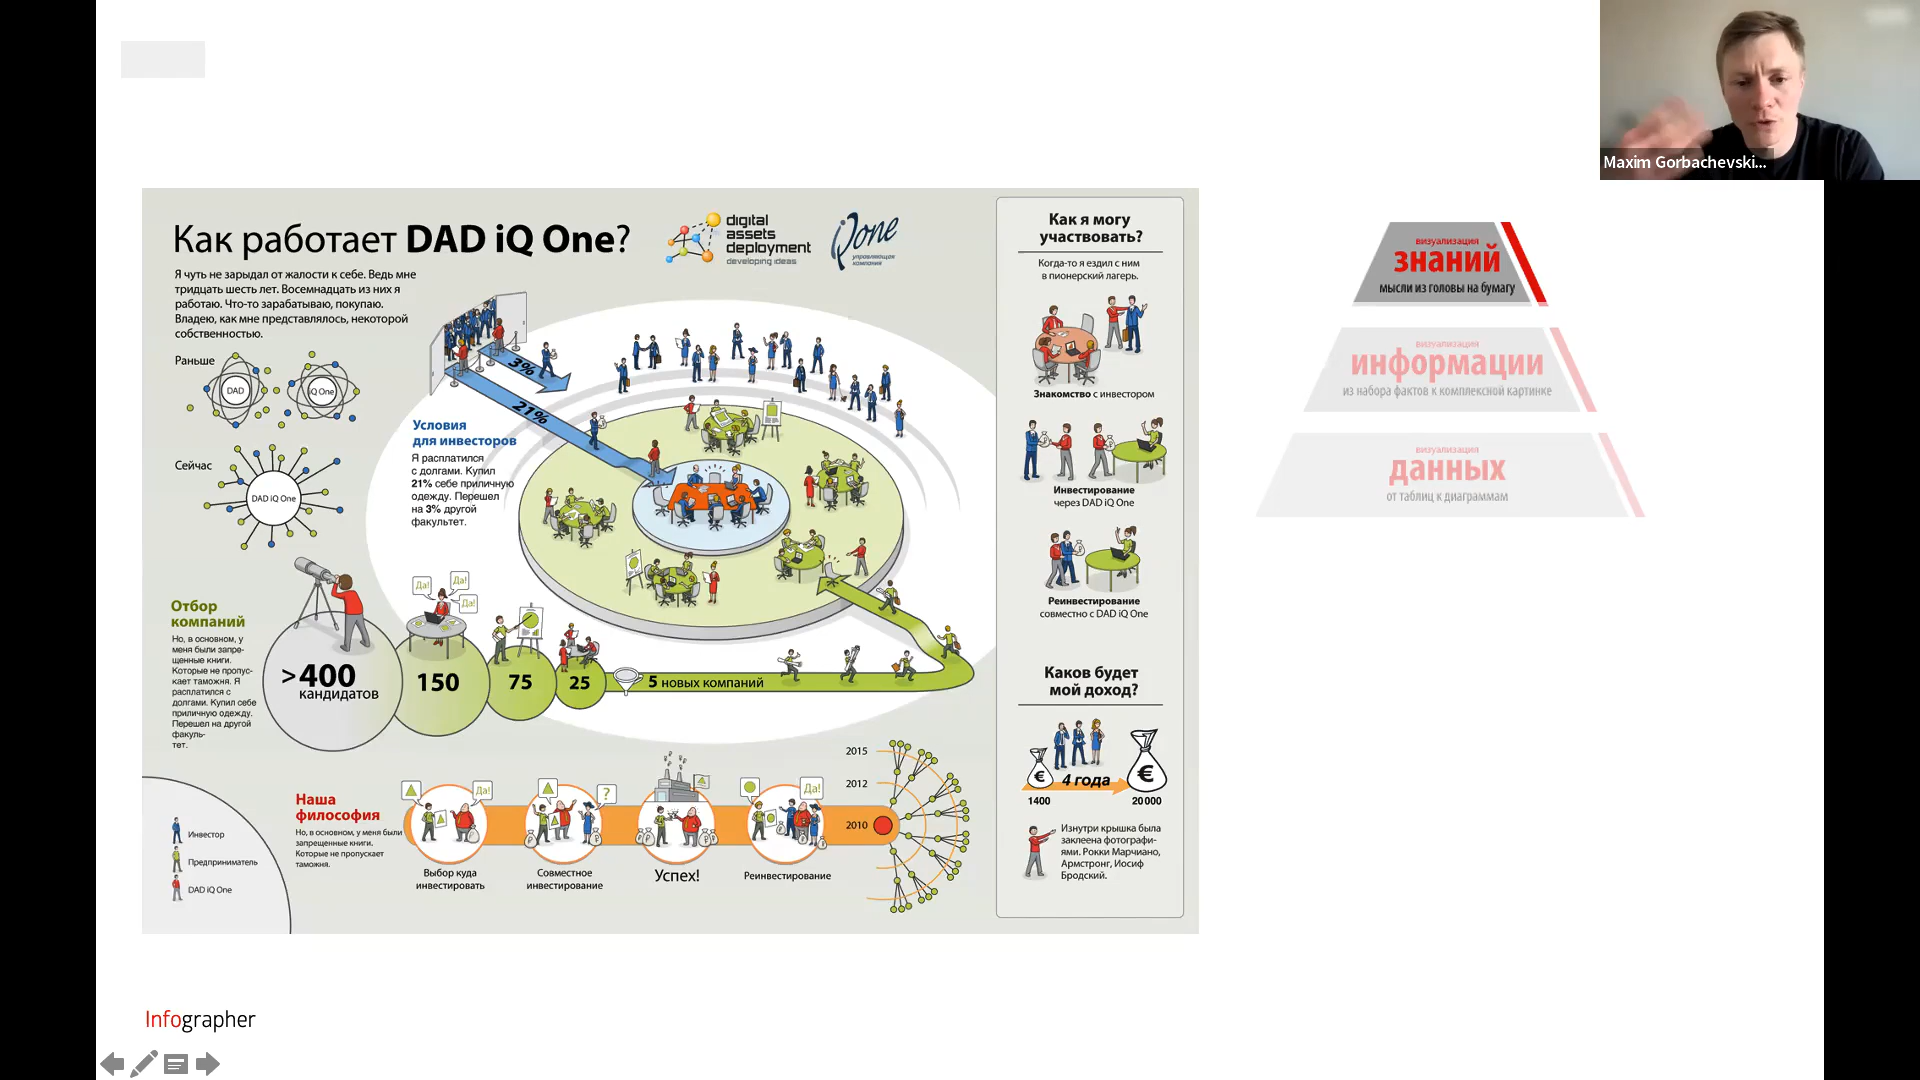 Maxim Gorbachevski...
Как работает DAD iQ One?
digital
assets
deployment
developing ideas
iQone
управляющая
компания
Я чуть не зарыдал от жалости к себе. Ведь мне
тридцать шесть лет. Восемнадцать из них я
работаю. Что-то зарабатываю, покупаю.
Владею, как мне представлялось, некоторой
собственностью.
Раньше
DAD
iQ One
Сейчас
DAD iQ One
3%
21%
Условия
для инвесторов
Я расплатился
с долгами. Купил
21% себе приличную
одежду. Перешел
на 3% другой
факультет.
Отбор
компаний
Но, в основном, у
меня были запре-
щенные книги.
Которые не пропус-
кает таможня. Я
расплатился с
долгами. Купил себе
приличную одежду.
Перешел на другой
факуль-
тет.
Да!
Да!
Да!
>400
кандидатов
150
75
25
5 новых компаний
Наша
философия
Но, в основном, у меня были
запрещенные книги.
Которые не пропускает
таможня.
Да!
?
Да!
Выбор куда
инвестировать
Совместное
инвестирование
Успех!
Реинвестирование
2015
2012
2010
Инвестор
Предприниматель
DAD iQ One
Как я могу
участвовать?
Когда-то я ездил с ним
в пионерский лагерь.
Знакомство с инвестором
Инвестирование
через DAD iQ One
Реинвестирование
совместно с DAD iQ One
Каков будет
мой доход?
€
€
4 года
1400
20 000
Изнутри крышка была
заклеена фотографи-
ями. Рокки Марчиано,
Армстронг, Иосиф
Бродский.
визуализация
знаний
мысли из головы на бумагу
визуализация
информации
из набора фактов к комплексной картинке
визуализация
данных
от таблиц к диаграммам
Infographer